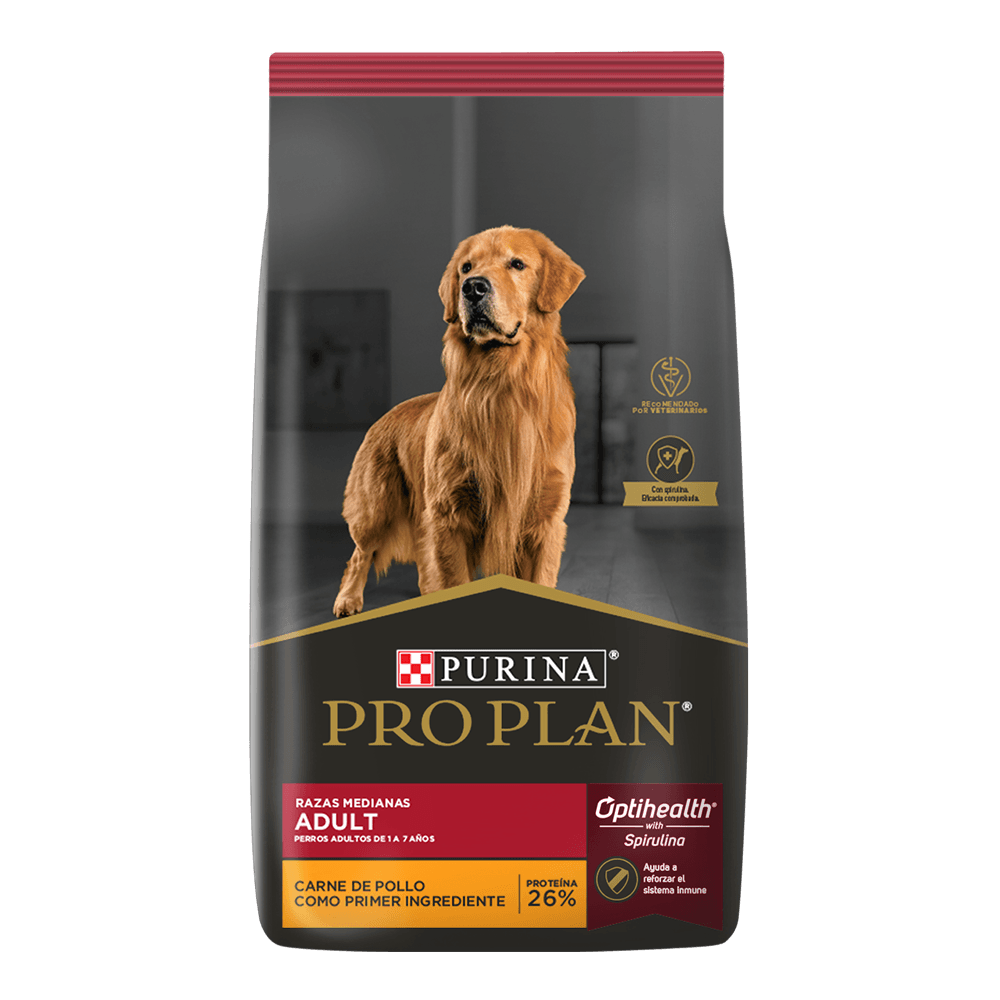 RECOMENDADO
POR VETERINARIOS
Con spirulina.
Eficacia comprobada.
PURINA®
PRO PLAN®
RAZAS MEDIANAS
ADULT
PERROS ADULTOS DE 1 A 7 AÑOS
CARNE DE POLLO
COMO PRIMER INGREDIENTE
PROTEÍNA
26%
Optihealth®
with
Spirulina
Ayuda a
reforzar el
sistema inmune